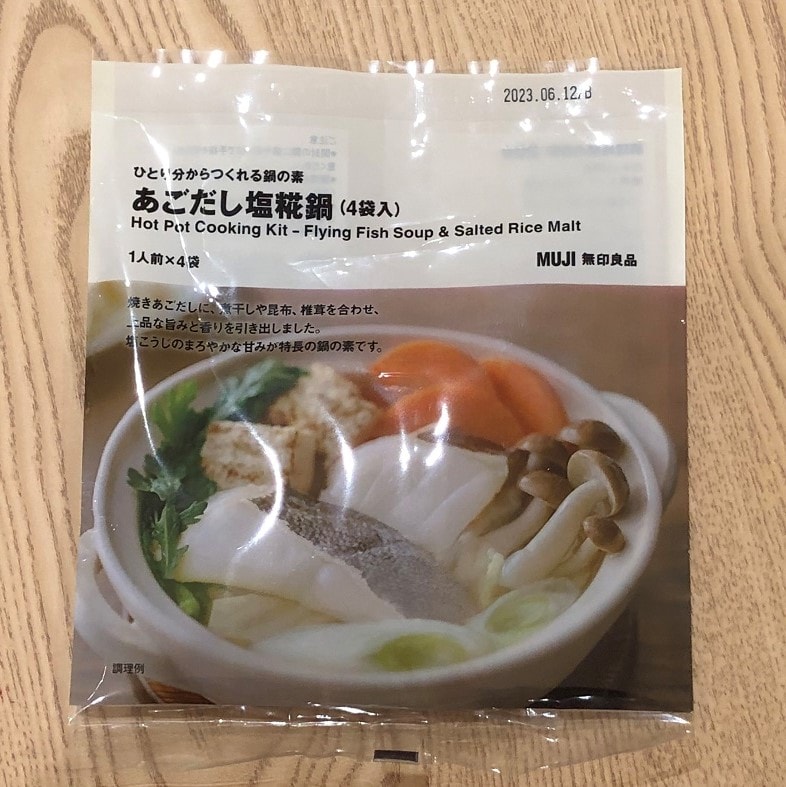 2023.06.12/B
ひとり分からつくれる鍋の素
あごだし塩糀鍋（4袋入）
Hot Pot Cooking Kit – Flying Fish Soup & Salted Rice Malt
1人前×4袋
MUJI 無印良品
焼きあごだしに、煮干しや昆布、椎茸を合わせ、
上品な旨みと香りを引き出しました。
塩こうじのまろやかな甘みが特長の鍋の素です。
調理例